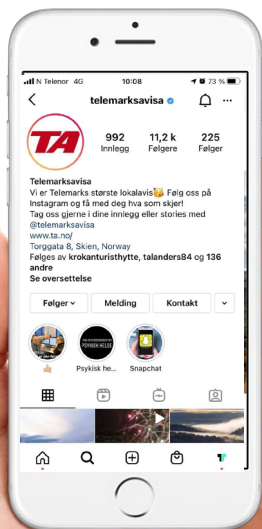 N Telenor 4G 10:08 73 %
telemarksavisa
TA
992 11,2 k 225
Innlegg Følgere Følger
Telemarksavisa
Vi er Telemarks største lokalavis🥰 Følg oss på
Instagram og få med deg hva som skjer!
Tag oss gjerne i dine innlegg eller stories med
@telemarksavisa
www.ta.no/
Torggata 8, Skien, Norway
Følges av krokanturisthytte, talanders84 og 136
andre
Se oversettelse
Følger Melding Kontakt
PSYKISK HELSE
👍🏼 Psykisk he... Snapchat